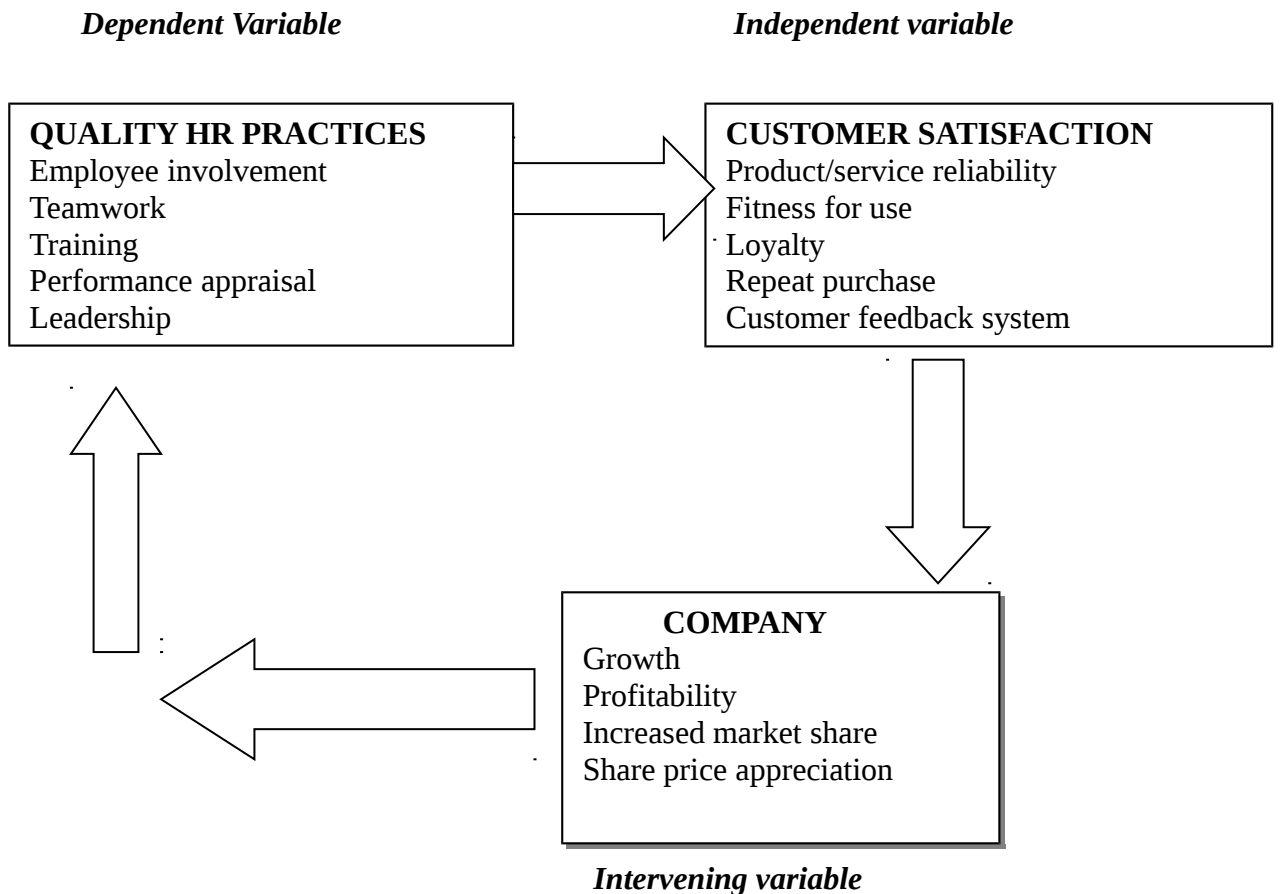 Dependent Variable
Independent variable
QUALITY HR PRACTICES
Employee involvement
Teamwork
Training
Performance appraisal
Leadership
CUSTOMER SATISFACTION
Product/service reliability
Fitness for use
Loyalty
Repeat purchase
Customer feedback system
COMPANY
Growth
Profitability
Increased market share
Share price appreciation
Intervening variable